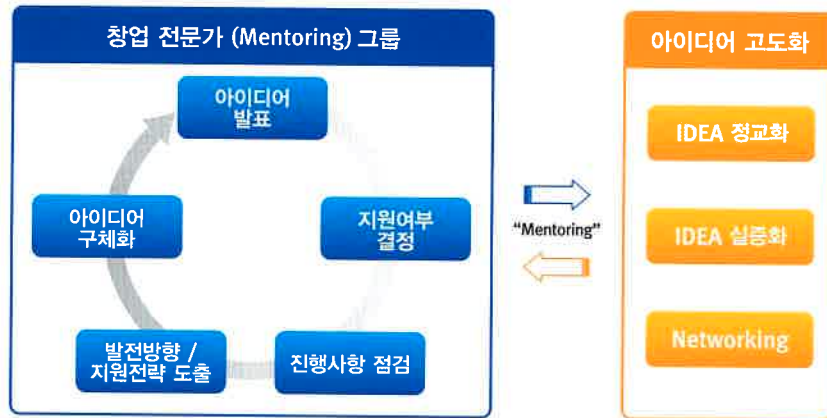 창업 전문가 (Mentoring) 그룹
아이디어
발표
지원여부
결정
진행사항 점검
발전방향 /
지원전략 도출
아이디어
구체화
"Mentoring"
아이디어 고도화
IDEA 정교화
IDEA 실증화
Networking